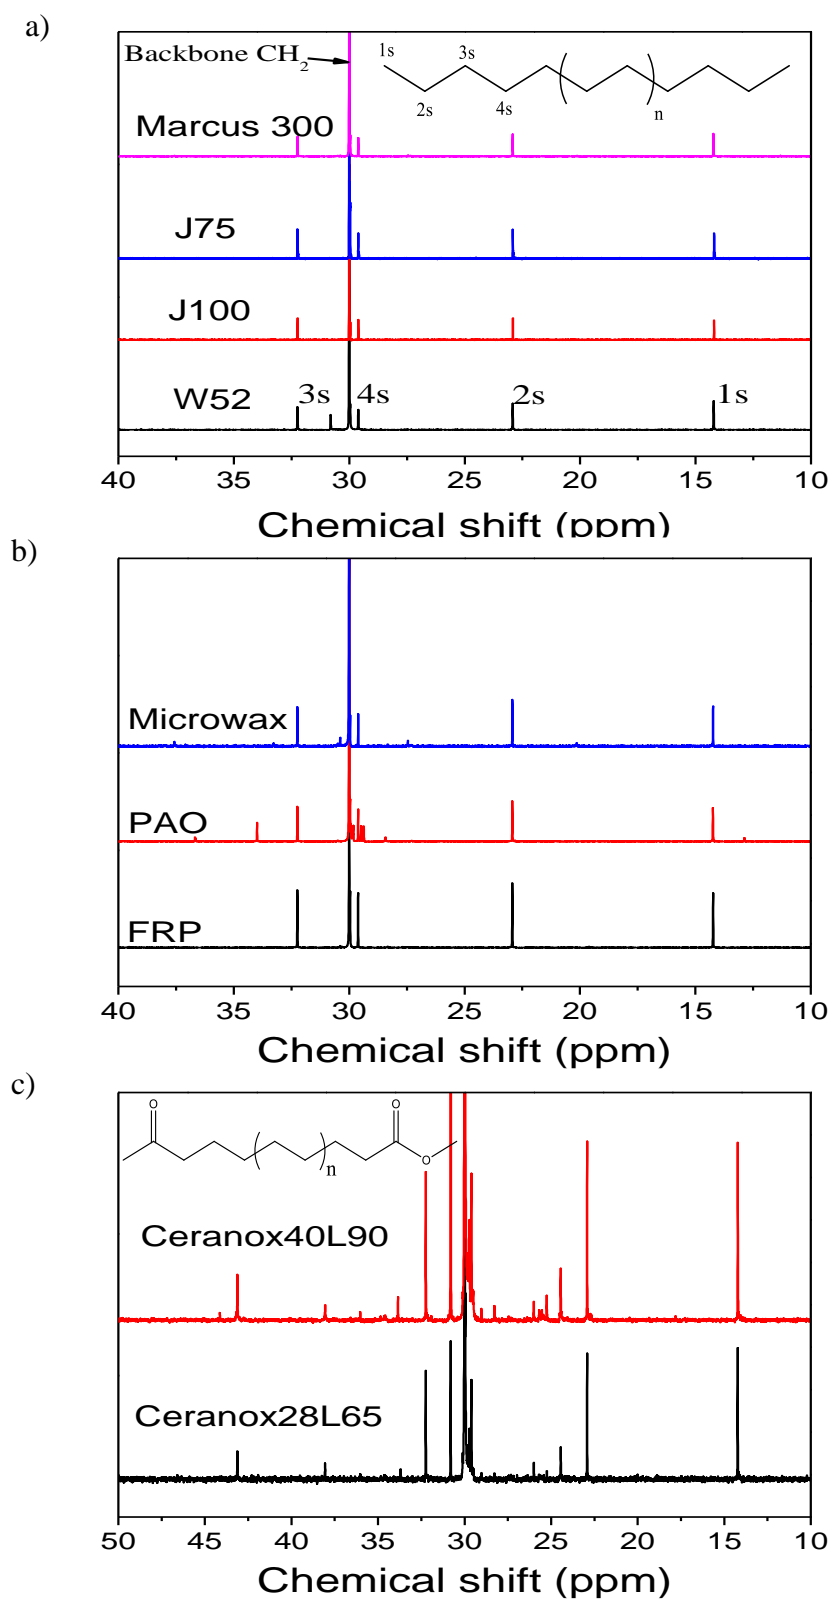 a)
Backbone CH2
1s
3s
2s
4s
n
Marcus 300
J75
J100
W52
3s
4s
2s
1s
40 35 30 25 20 15 10
Chemical shift (ppm)
b)
Microwax
PAO
FRP
40 35 30 25 20 15 10
Chemical shift (ppm)
c)
O
O
O
n
Ceranox40L90
Ceranox28L65
50 45 40 35 30 25 20 15 10
Chemical shift (ppm)